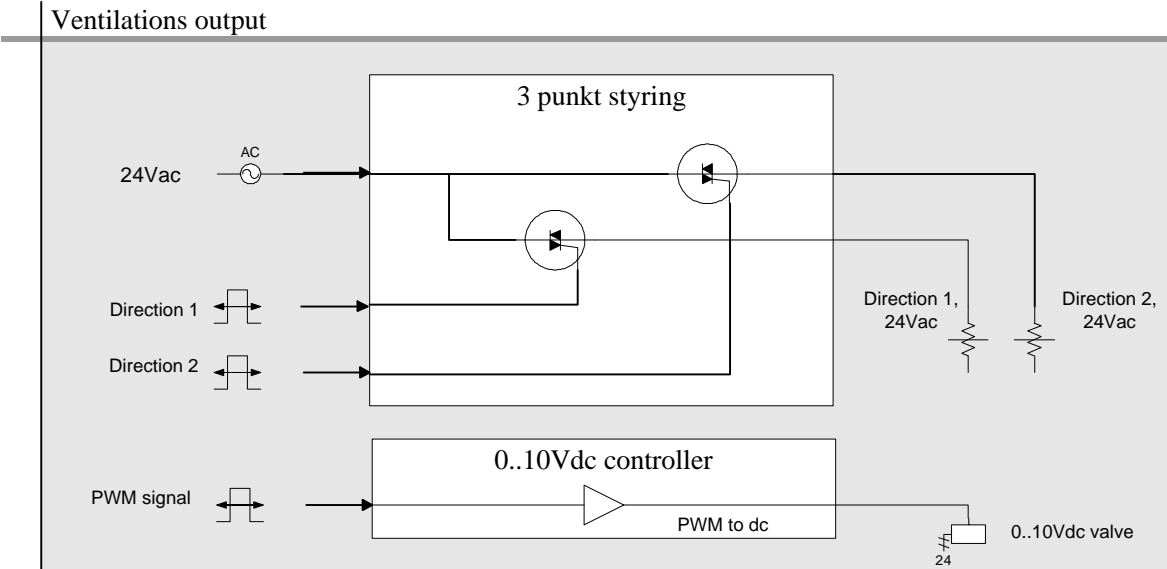 Ventilations output
3 punkt styring
AC
24Vac
Direction 1
Direction 2
Direction 1,
24Vac
Direction 2,
24Vac
0..10Vdc controller
PWM signal
PWM to dc
0..10Vdc valve
24